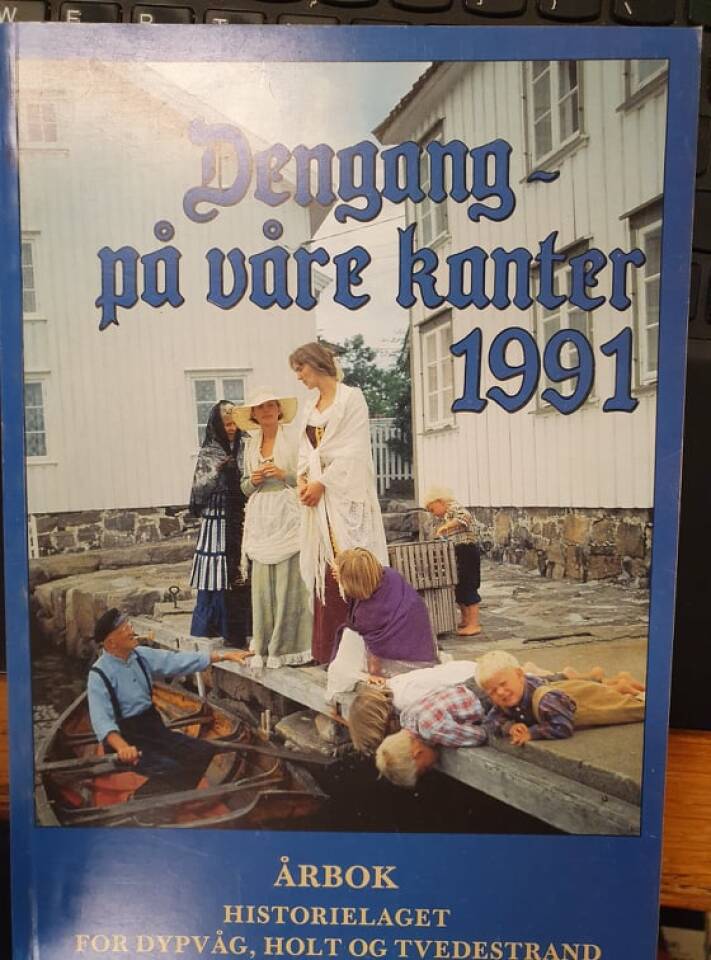 W E R T
Dengang -
på våre kanter
1991
ÅRBOK
HISTORIELAGET
FOR DYPVÅG, HOLT OG TVEDESTRAND